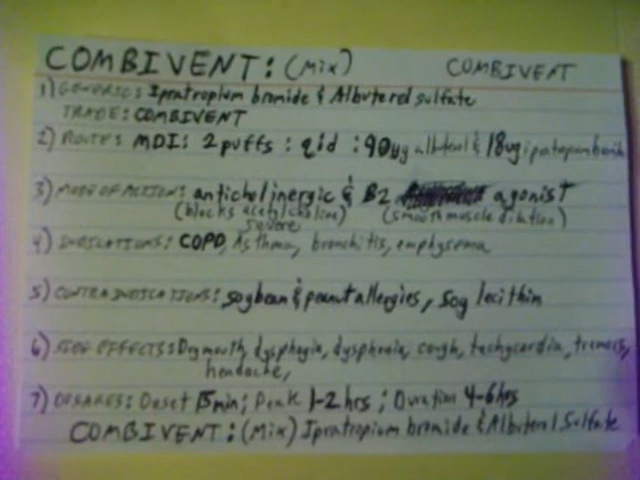 COMBIVENT: (Mix) COMBIVENT
1) GENERIC: Ipratropium bromide & Albuterol sulfate
TRADE: COMBIVENT
2) ROUTE: MDI: 2 puffs : qid : 90ug albuterol & 18ug ipratropium
3) MODE OF ACTION: anticholinergic & B2 agonist
(blocks acetylcholine) (smooth muscle dilation)
severe
4) INDICATIONS: COPD, Asthma, bronchitis, emphysema
5) CONTRAINDICATIONS: soybean & peanut allergies, soy lecithin
6) SIDE EFFECTS: Dry mouth, dysphagia, dysphonia, cough, tachycardia, tremors,
headache,
7) DOSAGES: Onset 15min; Peak 1-2 hrs ; Duration 4-6hrs
COMBIVENT: (Mix) Ipratropium bromide & Albuterol Sulfate